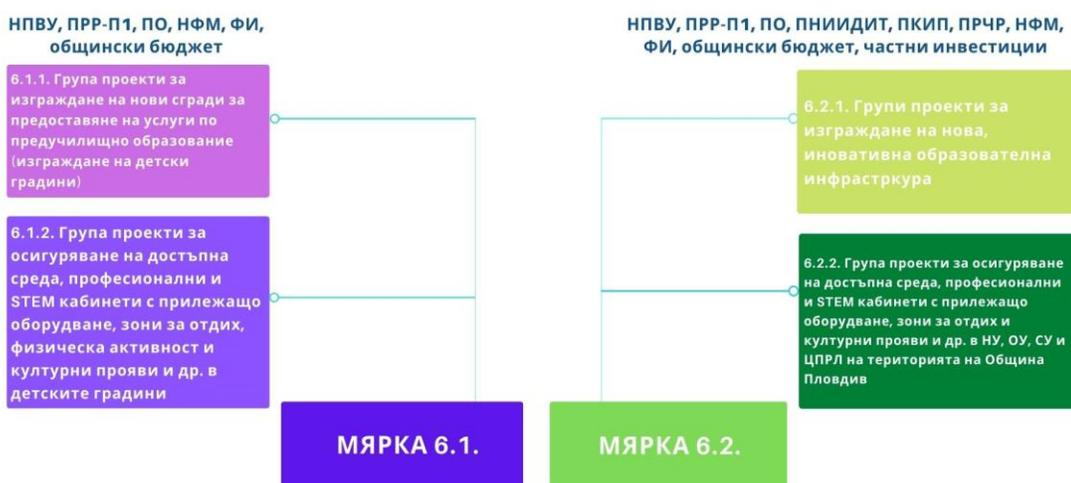 НПВУ, ПРР-П1, ПО, НФМ, ФИ,
общински бюджет
6.1.1. Група проекти за
изграждане на нови сгради за
предоставяне на услуги по
предучилищно образование
(изграждане на детски
градини)
6.1.2. Група проекти за
осигуряване на достъпна
среда, професионални и
STEM кабинети с прилежащо
оборудване, зони за отдих,
физическа активност и
културни прояви и др. в
детските градини
МЯРКА 6.1.
НПВУ, ПРР-П1, ПО, ПНИИДИТ, ПКИП, ПРЧР, НФМ,
ФИ, общински бюджет, частни инвестиции
6.2.1. Групи проекти за
изграждане на нова,
иновативна образователна
инфрастркура
6.2.2. Група проекти за осигуряване
на достъпна среда, професионални
и STEM кабинети с прилежащо
оборудване, зони за отдих и
културни прояви и др. в НУ, ОУ, СУ и
ЦПРЛ на територията на Община
Пловдив
МЯРКА 6.2.